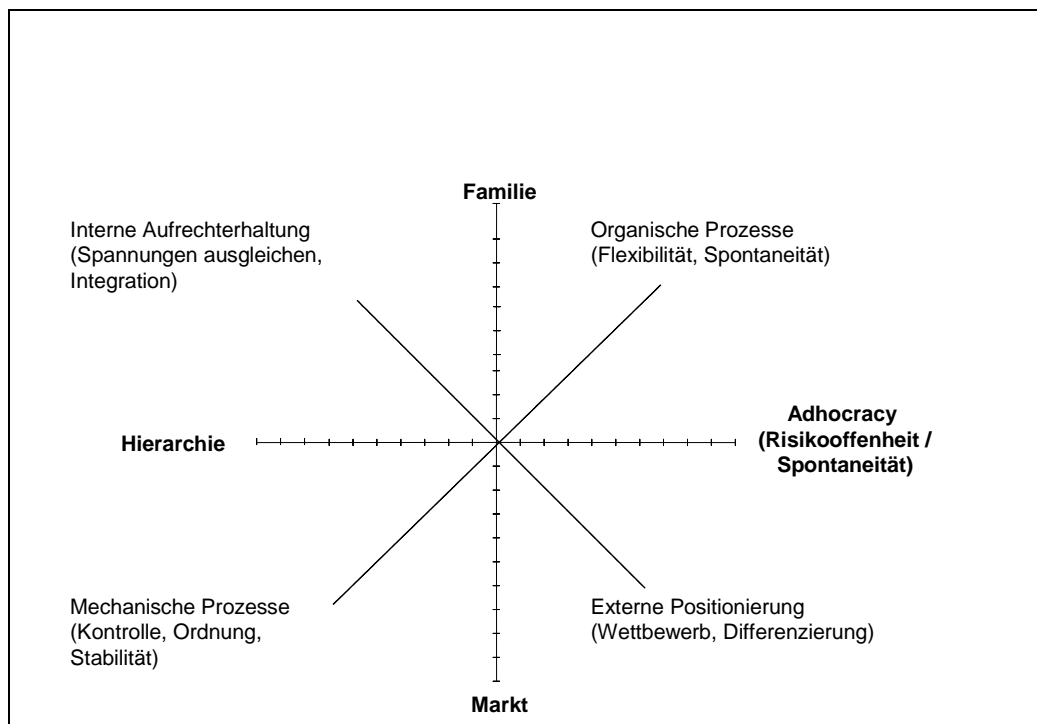 Familie
Interne Aufrechterhaltung
(Spannungen ausgleichen,
Integration)
Organische Prozesse
(Flexibilität, Spontaneität)
Hierarchie
Adhocracy
(Risikooffenheit /
Spontaneität)
Mechanische Prozesse
(Kontrolle, Ordnung,
Stabilität)
Externe Positionierung
(Wettbewerb, Differenzierung)
Markt